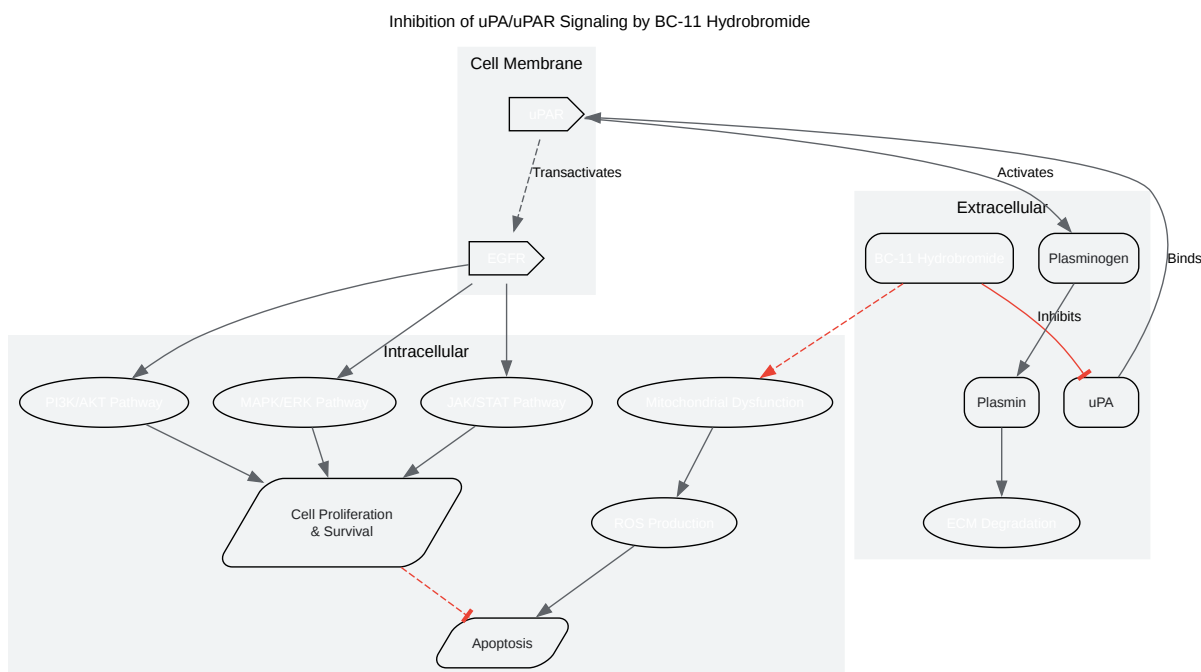 Inhibition of uPA/uPAR Signaling by BC-11 Hydrobromide
Cell Membrane
uPAR
Transactivates
Activates
Extracellular
EGFR
BC-11 Hydrobromide
Plasminogen
Binds
Inhibits
Intracellular
PI3K/AKT Pathway
MAPK/ERK Pathway
JAK/STAT Pathway
Mitochondrial Dysfunction
Plasmin
uPA
Cell Proliferation
& Survival
ROS Production
ECM Degradation
Apoptosis